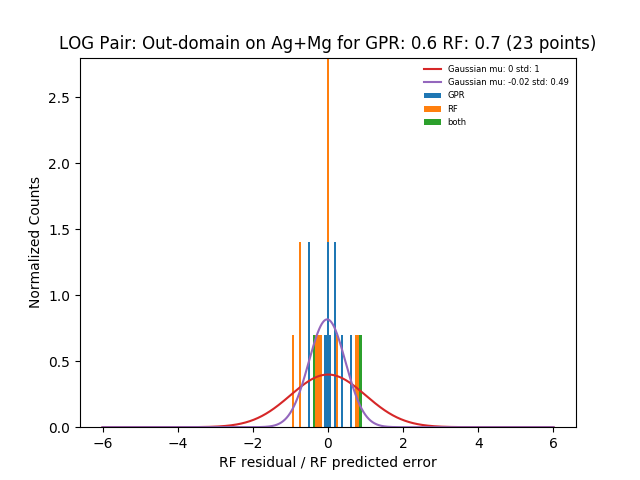 LOG Pair: Out-domain on Ag+Mg for GPR: 0.6 RF: 0.7 (23 points)
Gaussian mu: 0 std: 1
Gaussian mu: -0.02 std: 0.49
GPR
RF
both
Normalized Counts
2.5
2.0
1.5
1.0
0.5
0.0
−6
−4
−2
0
2
4
6
RF residual / RF predicted error